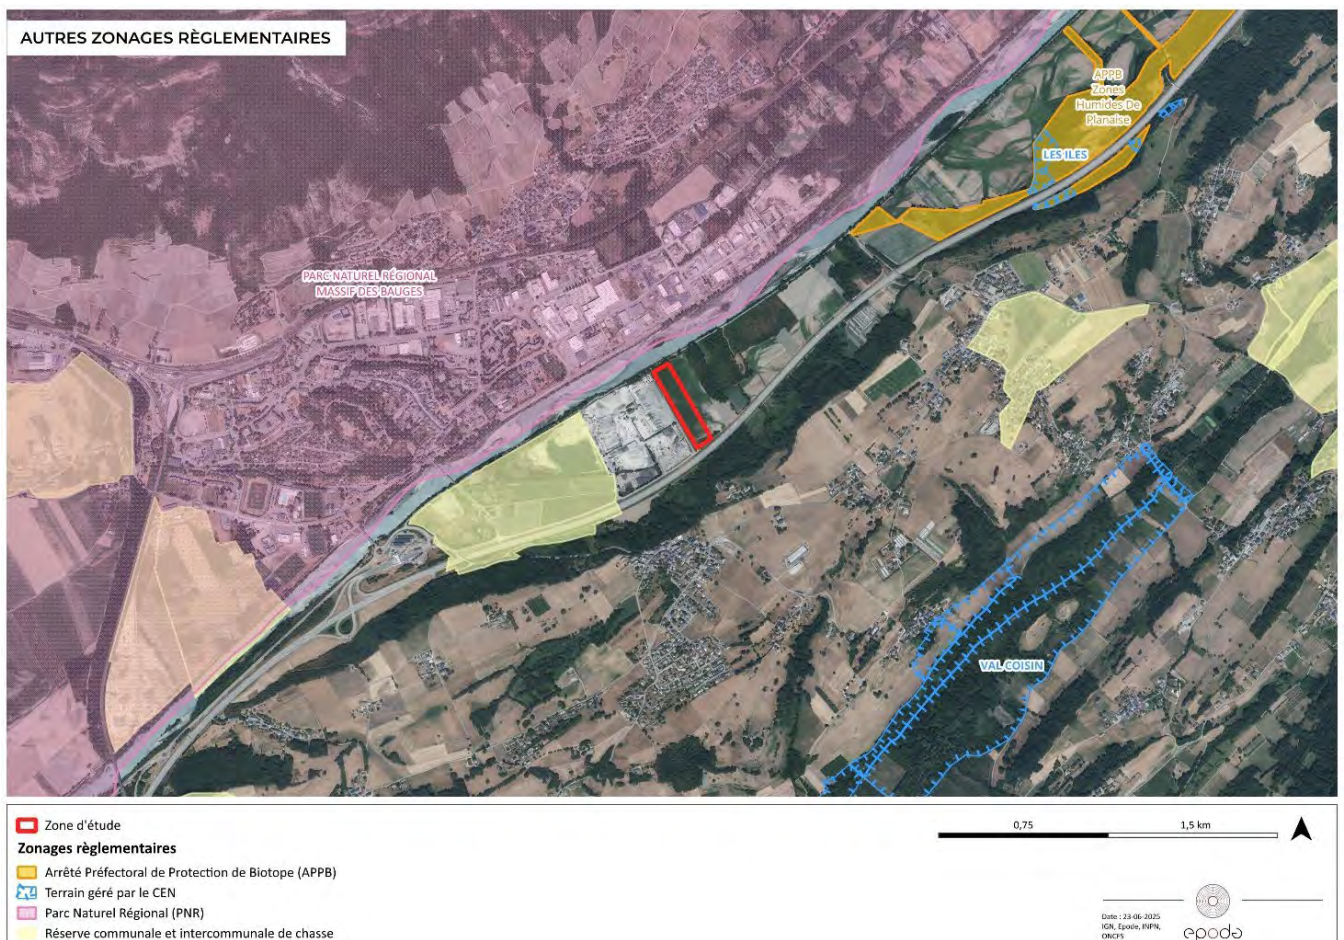 AUTRES ZONAGES RÈGLEMENTAIRES
APPB
Zones
Humides De
Planaise
LES ILES
PARC NATUREL RÉGIONAL
MASSIF DES BAUGES
VAL COISIN
Zone d'étude
Zonages règlementaires
Arrêté Préfectoral de Protection de Biotope (APPB)
Terrain géré par le CEN
Parc Naturel Régional (PNR)
Réserve communale et intercommunale de chasse
0,75 1,5 km
Date : 23-06-2025
IGN, Epode, INPN,
ONCFS
epode